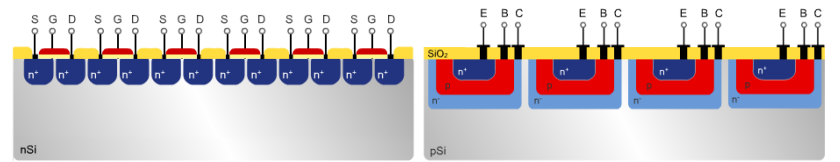 S G D S G D S G D S G D S G D S G D
n⁺ n⁺ n⁺ n⁺ n⁺ n⁺ n⁺ n⁺ n⁺ n⁺ n⁺ n⁺
nSi
E B C E B C E B C E B C
SiO₂
n⁺ n⁺ n⁺ n⁺
p p p p
n⁻ n⁻ n⁻ n⁻
pSi